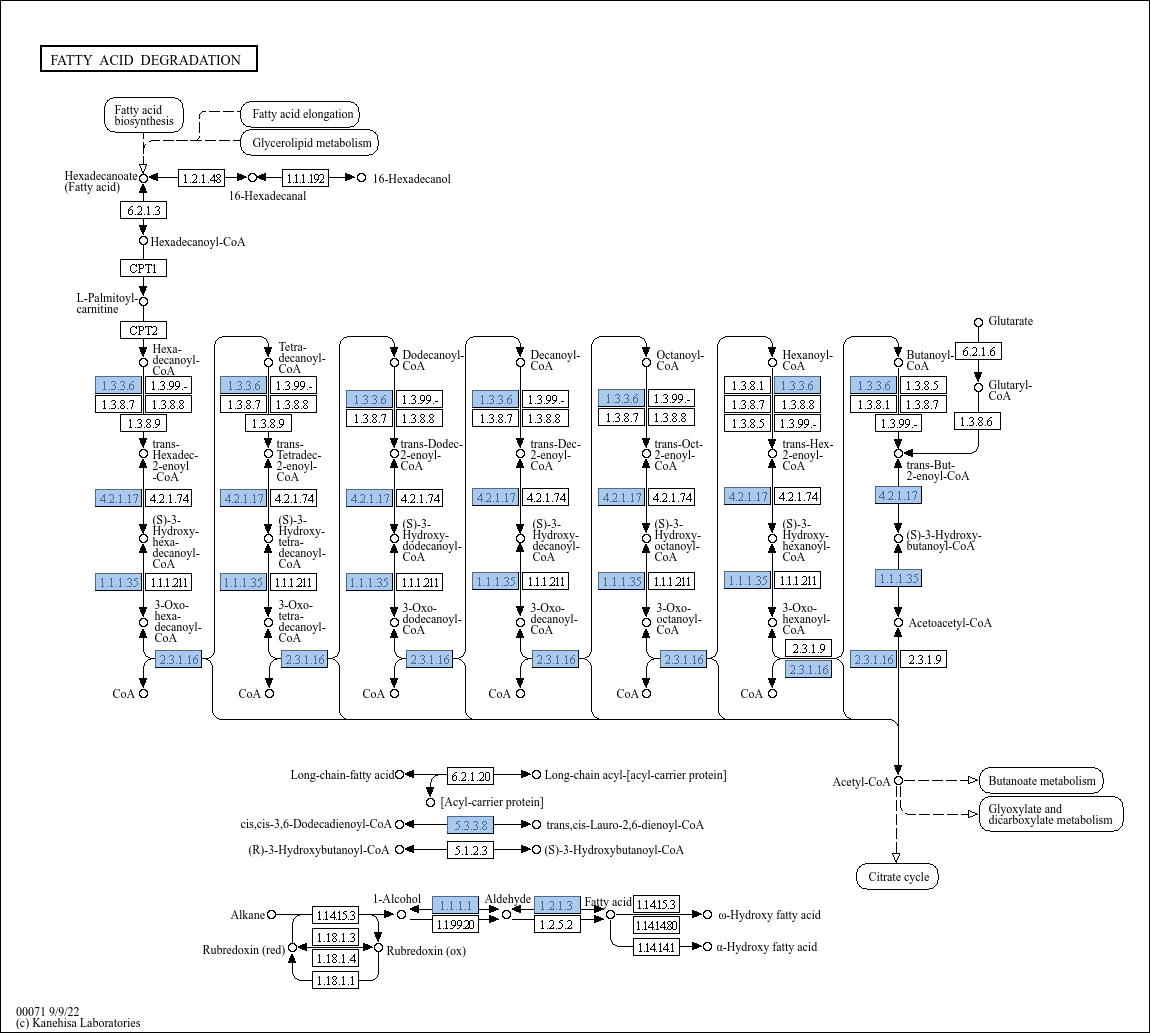 FATTY ACID DEGRADATION
Fatty acid
biosynthesis
Fatty acid elongation
Glycerolipid metabolism
Hexadecanoate
(Fatty acid)
1.2.1.48
1.1.1.192
16-Hexadecanol
16-Hexadecanal
6.2.1.3
Hexadecanoyl-CoA
CPT1
L-Palmitoyl-
carnitine
CPT2
Glutarate
6.2.1.6
Glutaryl-
CoA
1.3.8.6
Hexa-
decanoyl-
CoA
1.3.3.6 1.3.99.-
1.3.8.7 1.3.8.8
1.3.8.9
trans-
Hexadec-
2-enoyl
-CoA
4.2.1.17 4.2.1.74
(S)-3-
Hydroxy-
hexa-
decanoyl-
CoA
1.1.1.35 1.1.1.211
3-Oxo-
hexa-
decanoyl-
CoA
2.3.1.16
CoA
Tetra-
decanoyl-
CoA
1.3.3.6 1.3.99.-
1.3.8.7 1.3.8.8
1.3.8.9
trans-
Tetradec-
2-enoyl-
CoA
4.2.1.17 4.2.1.74
(S)-3-
Hydroxy-
tetra-
decanoyl-
CoA
1.1.1.35 1.1.1.211
3-Oxo-
tetra-
decanoyl-
CoA
2.3.1.16
CoA
Dodecanoyl-
CoA
1.3.3.6 1.3.99.-
1.3.8.7 1.3.8.8
trans-Dodec-
2-enoyl-
CoA
4.2.1.17 4.2.1.74
(S)-3-
Hydroxy-
dodecanoyl-
CoA
1.1.1.35 1.1.1.211
3-Oxo-
dodecanoyl-
CoA
2.3.1.16
CoA
Decanoyl-
CoA
1.3.3.6 1.3.99.-
1.3.8.7 1.3.8.8
trans-Dec-
2-enoyl-
CoA
4.2.1.17 4.2.1.74
(S)-3-
Hydroxy-
decanoyl-
CoA
1.1.1.35 1.1.1.211
3-Oxo-
decanoyl-
CoA
2.3.1.16
CoA
Octanoyl-
CoA
1.3.3.6 1.3.99.-
1.3.8.7 1.3.8.8
trans-Oct-
2-enoyl-
CoA
4.2.1.17 4.2.1.74
(S)-3-
Hydroxy-
octanoyl-
CoA
1.1.1.35 1.1.1.211
3-Oxo-
octanoyl-
CoA
2.3.1.16
CoA
Hexanoyl-
CoA
1.3.8.1 1.3.3.6
1.3.8.7 1.3.8.8
1.3.8.5 1.3.99.-
trans-Hex-
2-enoyl-
CoA
4.2.1.17 4.2.1.74
(S)-3-
Hydroxy-
hexanoyl-
CoA
1.1.1.35 1.1.1.211
3-Oxo-
hexanoyl-
CoA
2.3.1.9
2.3.1.16
CoA
Butanoyl-
CoA
1.3.3.6 1.3.8.5
1.3.8.1 1.3.8.7
1.3.99.-
trans-But-
2-enoyl-CoA
4.2.1.17
(S)-3-Hydroxy-
butanoyl-CoA
1.1.1.35
Acetoacetyl-CoA
2.3.1.16 2.3.1.9
Acetyl-CoA
Butanoate metabolism
Glyoxylate and
dicarboxylate metabolism
Citrate cycle
Long-chain-fatty acid 6.2.1.20 Long-chain acyl-[acyl-carrier protein]
[Acyl-carrier protein]
cis,cis-3,6-Dodecadienoyl-CoA 5.3.3.8 trans,cis-Lauro-2,6-dienoyl-CoA
(R)-3-Hydroxybutanoyl-CoA 5.1.2.3 (S)-3-Hydroxybutanoyl-CoA
Alkane
1.14.15.3
1.18.1.3
1.18.1.4
1.18.1.1
Rubredoxin (red)
Rubredoxin (ox)
1-Alcohol
1.1.1.1
1.1.99.20
Aldehyde
1.2.1.3
1.2.5.2
Fatty acid
1.14.15.3
1.14.14.80
1.14.14.1
ω-Hydroxy fatty acid
α-Hydroxy fatty acid
00071 9/9/22
(c) Kanehisa Laboratories